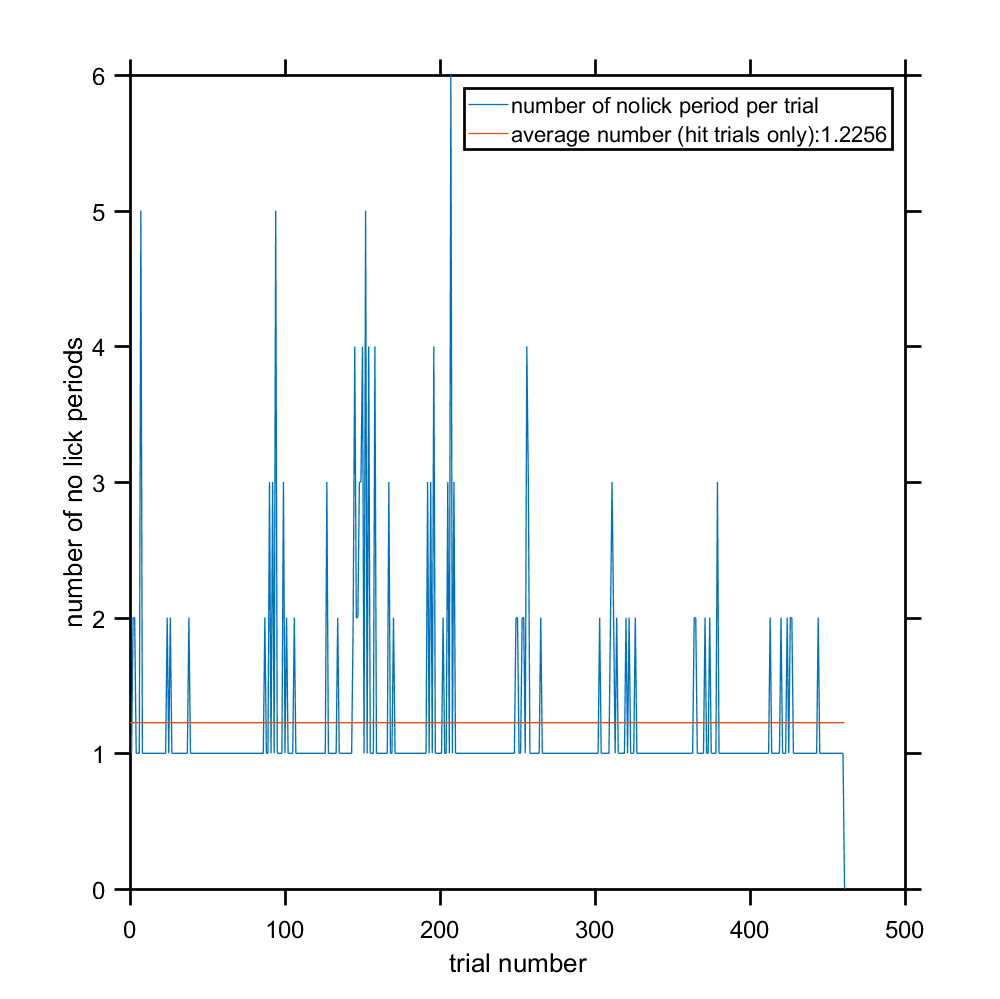 number of nolick period per trial
average number (hit trials only):1.2256
number of no lick periods
6
5
4
3
2
1
0
0 100 200 300 400 500
trial number